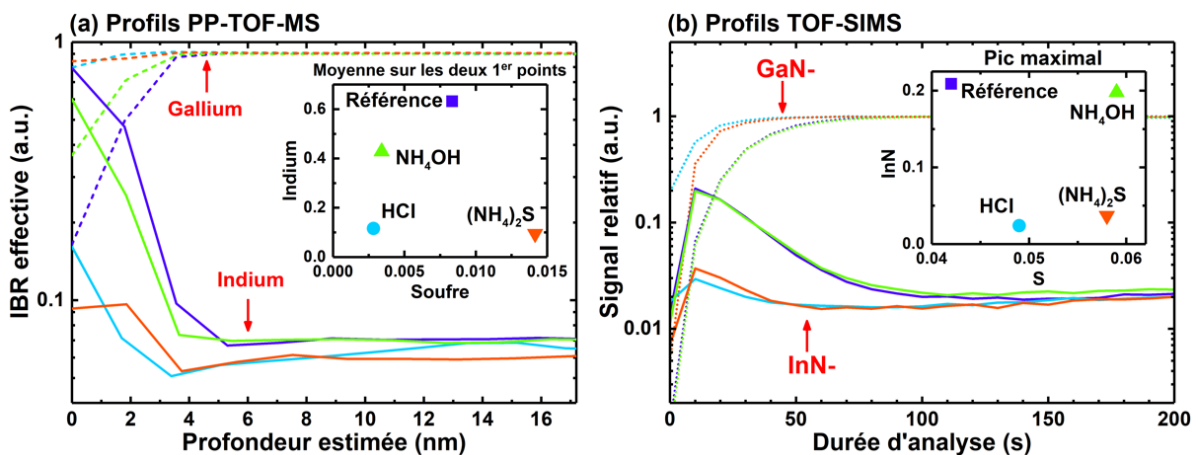 (a) Profils PP-TOF-MS
IBR effective (a.u.)
1
0.1
Gallium
Indium
0 2 4 6 8 10 12 14 16
Profondeur estimée (nm)
Moyenne sur les deux 1er points
Indium
0.6
0.4
0.2
0.0
Référence
NH4OH
HCl
(NH4)2S
0.000 0.005 0.010 0.015
Soufre
(b) Profils TOF-SIMS
Signal relatif (a.u.)
1
0.1
0.01
GaN-
InN-
0 50 100 150 200
Durée d'analyse (s)
Pic maximal
InN
0.2
0.1
0.0
Référence
NH4OH
HCl
(NH4)2S
0.04 0.05 0.06
S